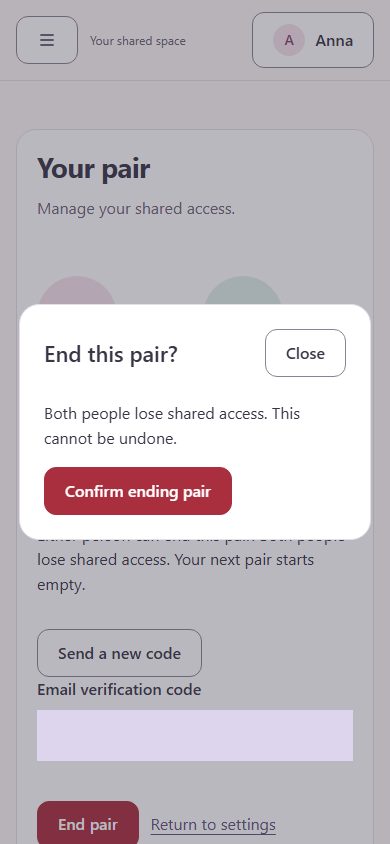 Your shared space
A
Anna
Your pair
Manage your shared access.
End this pair?
Close
Both people lose shared access. This
cannot be undone.
Confirm ending pair
lose shared access. Your next pair starts
empty.
Send a new code
Email verification code
End pair
Return to settings